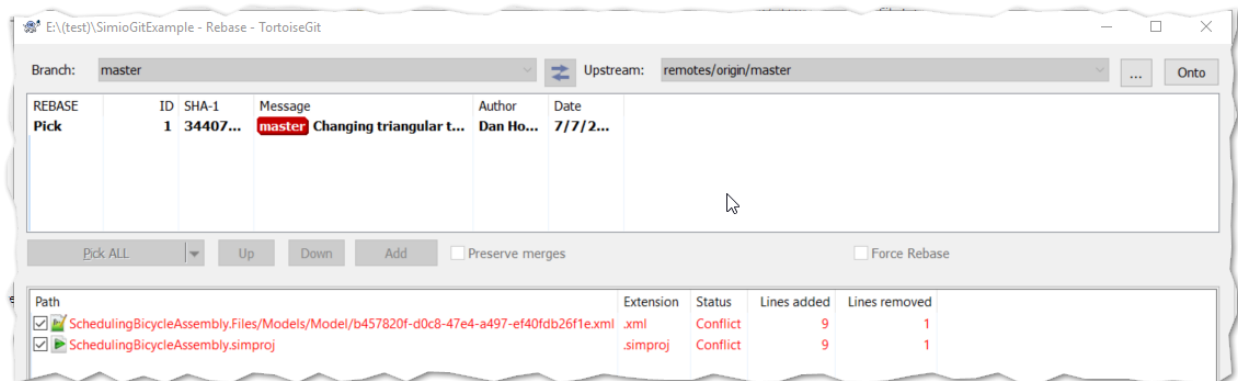 E:\(test)\SimioGitExample - Rebase - TortoiseGit
Branch: master Upstream: remotes/origin/master ... Onto
REBASE ID SHA-1 Message Author Date
Pick 1 34407... master Changing triangular t... Dan Ho... 7/7/2...
Pick ALL Up Down Add Preserve merges Force Rebase
Path Extension Status Lines added Lines removed
SchedulingBicycleAssembly.Files/Models/Model/b457820f-d0c8-47e4-a497-ef40fdb26f1e.xml .xml Conflict 9 1
SchedulingBicycleAssembly.simproj .simproj Conflict 9 1